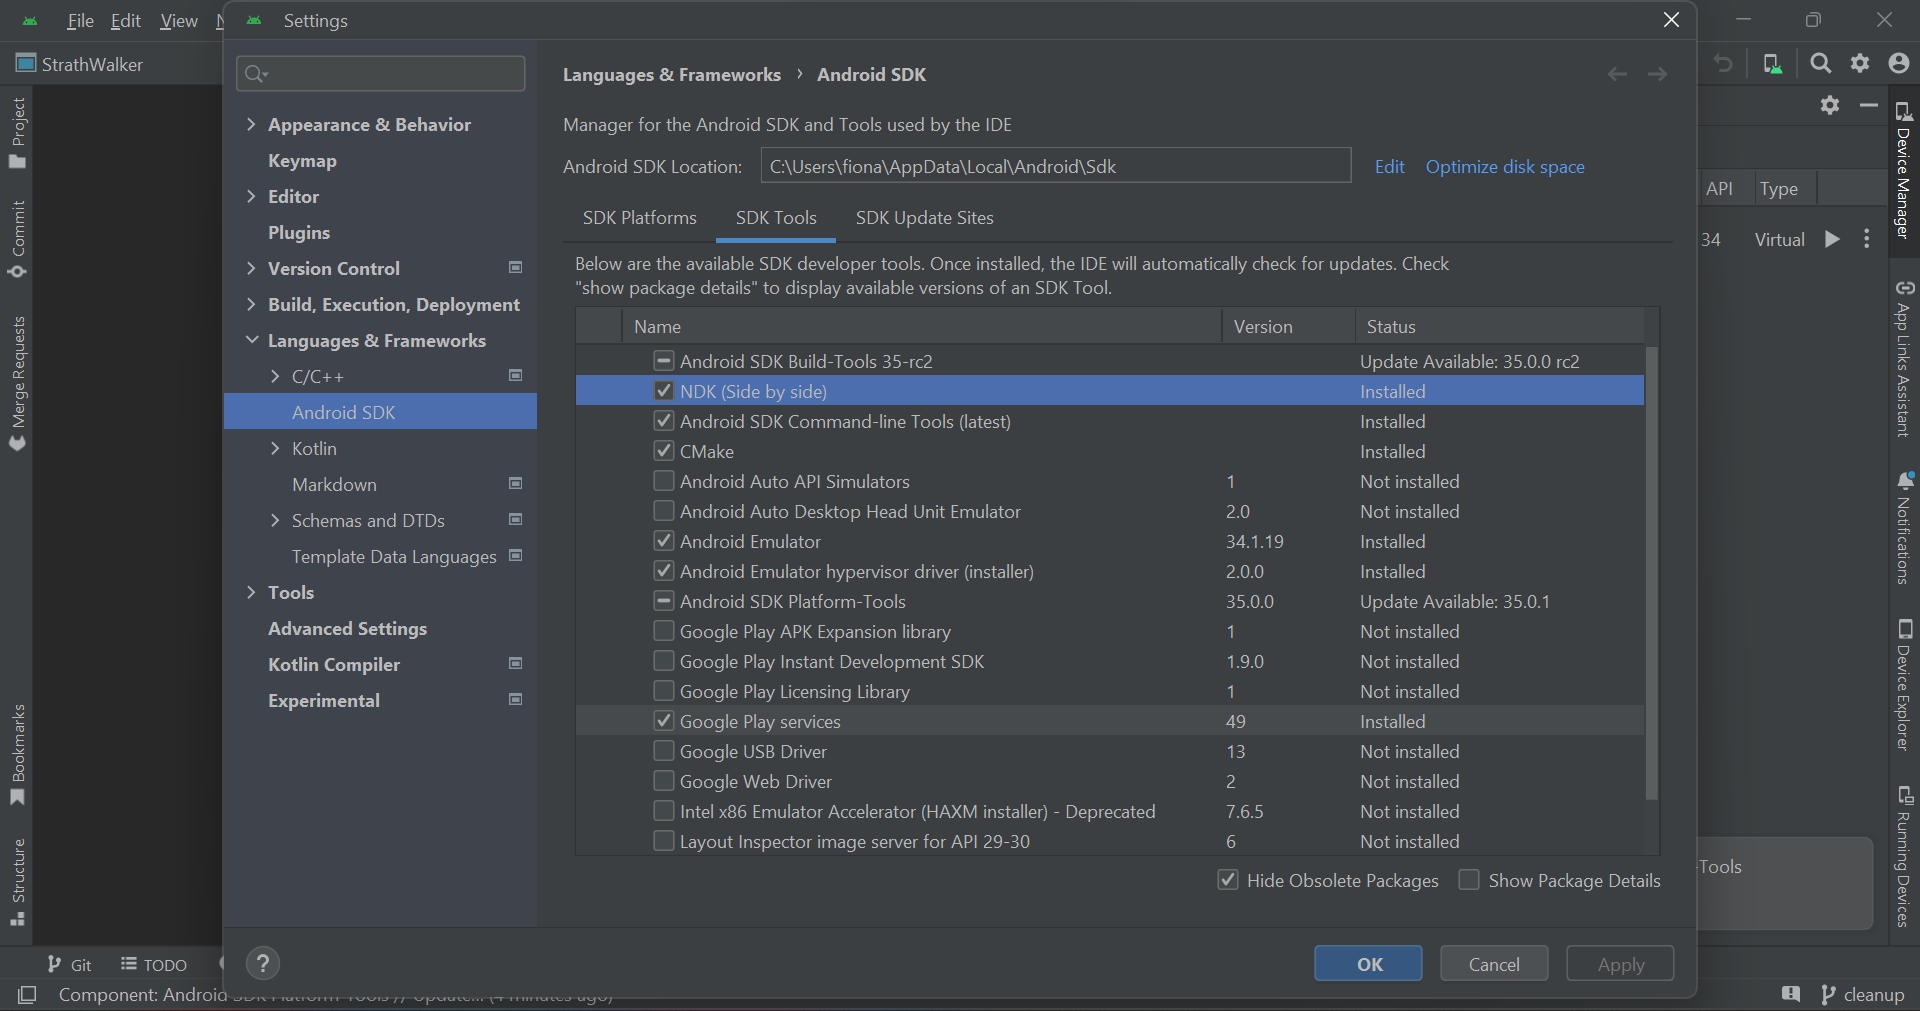 File Edit View N
Settings
StrathWalker
Project
Commit
Merge Requests
Bookmarks
Structure
Appearance & Behavior
Keymap
Editor
Plugins
Version Control
Build, Execution, Deployment
Languages & Frameworks
C/C++
Android SDK
Kotlin
Markdown
Schemas and DTDs
Template Data Languages
Tools
Advanced Settings
Kotlin Compiler
Experimental
Languages & Frameworks › Android SDK
Manager for the Android SDK and Tools used by the IDE
Android SDK Location: C:\Users\fiona\AppData\Local\Android\Sdk Edit Optimize disk space
SDK Platforms SDK Tools SDK Update Sites
Below are the available SDK developer tools. Once installed, the IDE will automatically check for updates. Check
"show package details" to display available versions of an SDK Tool.
Name Version Status
Android SDK Build-Tools 35-rc2 Update Available: 35.0.0 rc2
NDK (Side by side) Installed
Android SDK Command-line Tools (latest) Installed
CMake Installed
Android Auto API Simulators 1 Not installed
Android Auto Desktop Head Unit Emulator 2.0 Not installed
Android Emulator 34.1.19 Installed
Android Emulator hypervisor driver (installer) 2.0.0 Installed
Android SDK Platform-Tools 35.0.0 Update Available: 35.0.1
Google Play APK Expansion library 1 Not installed
Google Play Instant Development SDK 1.9.0 Not installed
Google Play Licensing Library 1 Not installed
Google Play services 49 Installed
Google USB Driver 13 Not installed
Google Web Driver 2 Not installed
Intel x86 Emulator Accelerator (HAXM installer) - Deprecated 7.6.5 Not installed
Layout Inspector image server for API 29-30 6 Not installed
Hide Obsolete Packages Show Package Details
? OK Cancel Apply
API Type
34 Virtual
-Tools
Device Manager
App Links Assistant
Notifications
Device Explorer
Running Devices
Git TODO
Component: Android SDK Platform-Tools // Update... (4 minutes ago)
cleanup